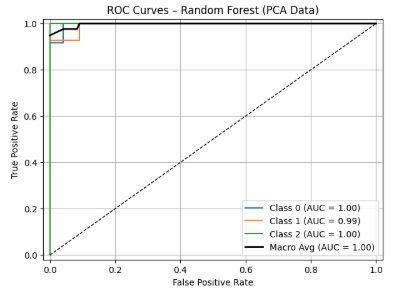 ROC Curves – Random Forest (PCA Data)
True Positive Rate
1.0
0.8
0.6
0.4
0.2
0.0
Class 0 (AUC = 1.00)
Class 1 (AUC = 0.99)
Class 2 (AUC = 1.00)
Macro Avg (AUC = 1.00)
0.0 0.2 0.4 0.6 0.8 1.0
False Positive Rate